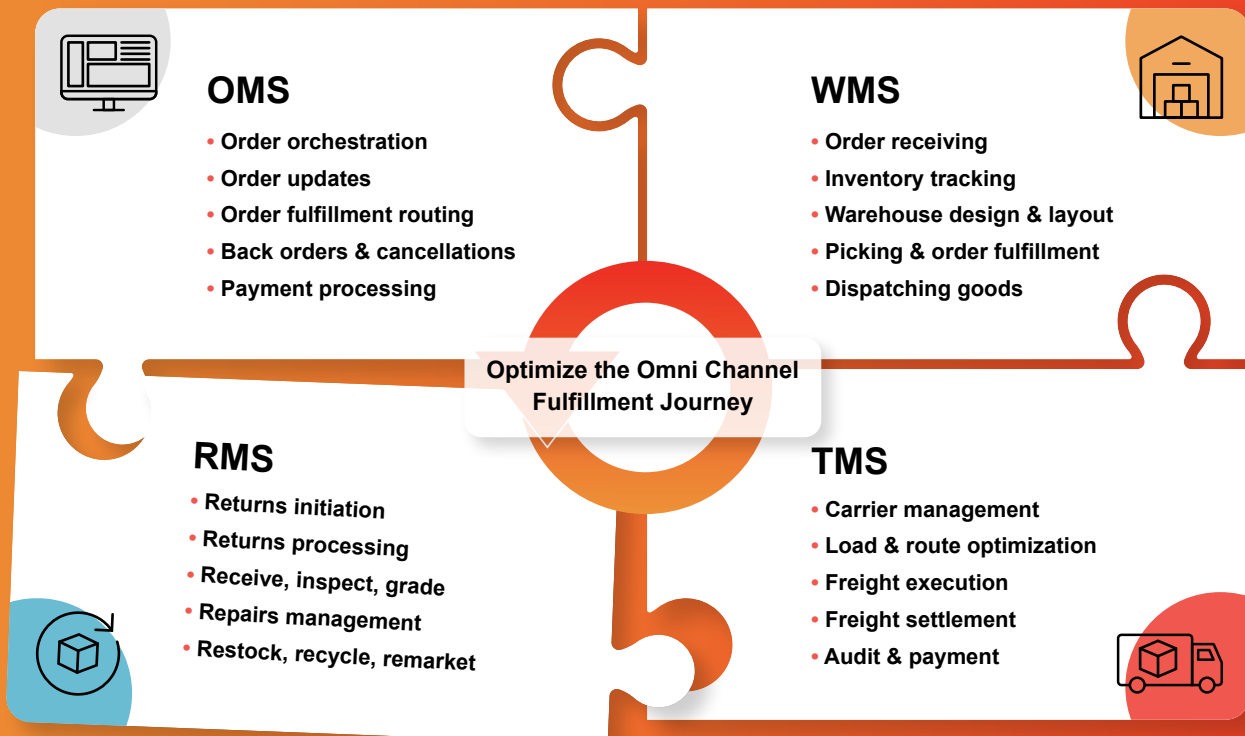 OMS
• Order orchestration
• Order updates
• Order fulfillment routing
• Back orders & cancellations
• Payment processing
WMS
• Order receiving
• Inventory tracking
• Warehouse design & layout
• Picking & order fulfillment
• Dispatching goods
Optimize the Omni Channel
Fulfillment Journey
RMS
• Returns initiation
• Returns processing
• Receive, inspect, grade
• Repairs management
• Restock, recycle, remarket
TMS
• Carrier management
• Load & route optimization
• Freight execution
• Freight settlement
• Audit & payment